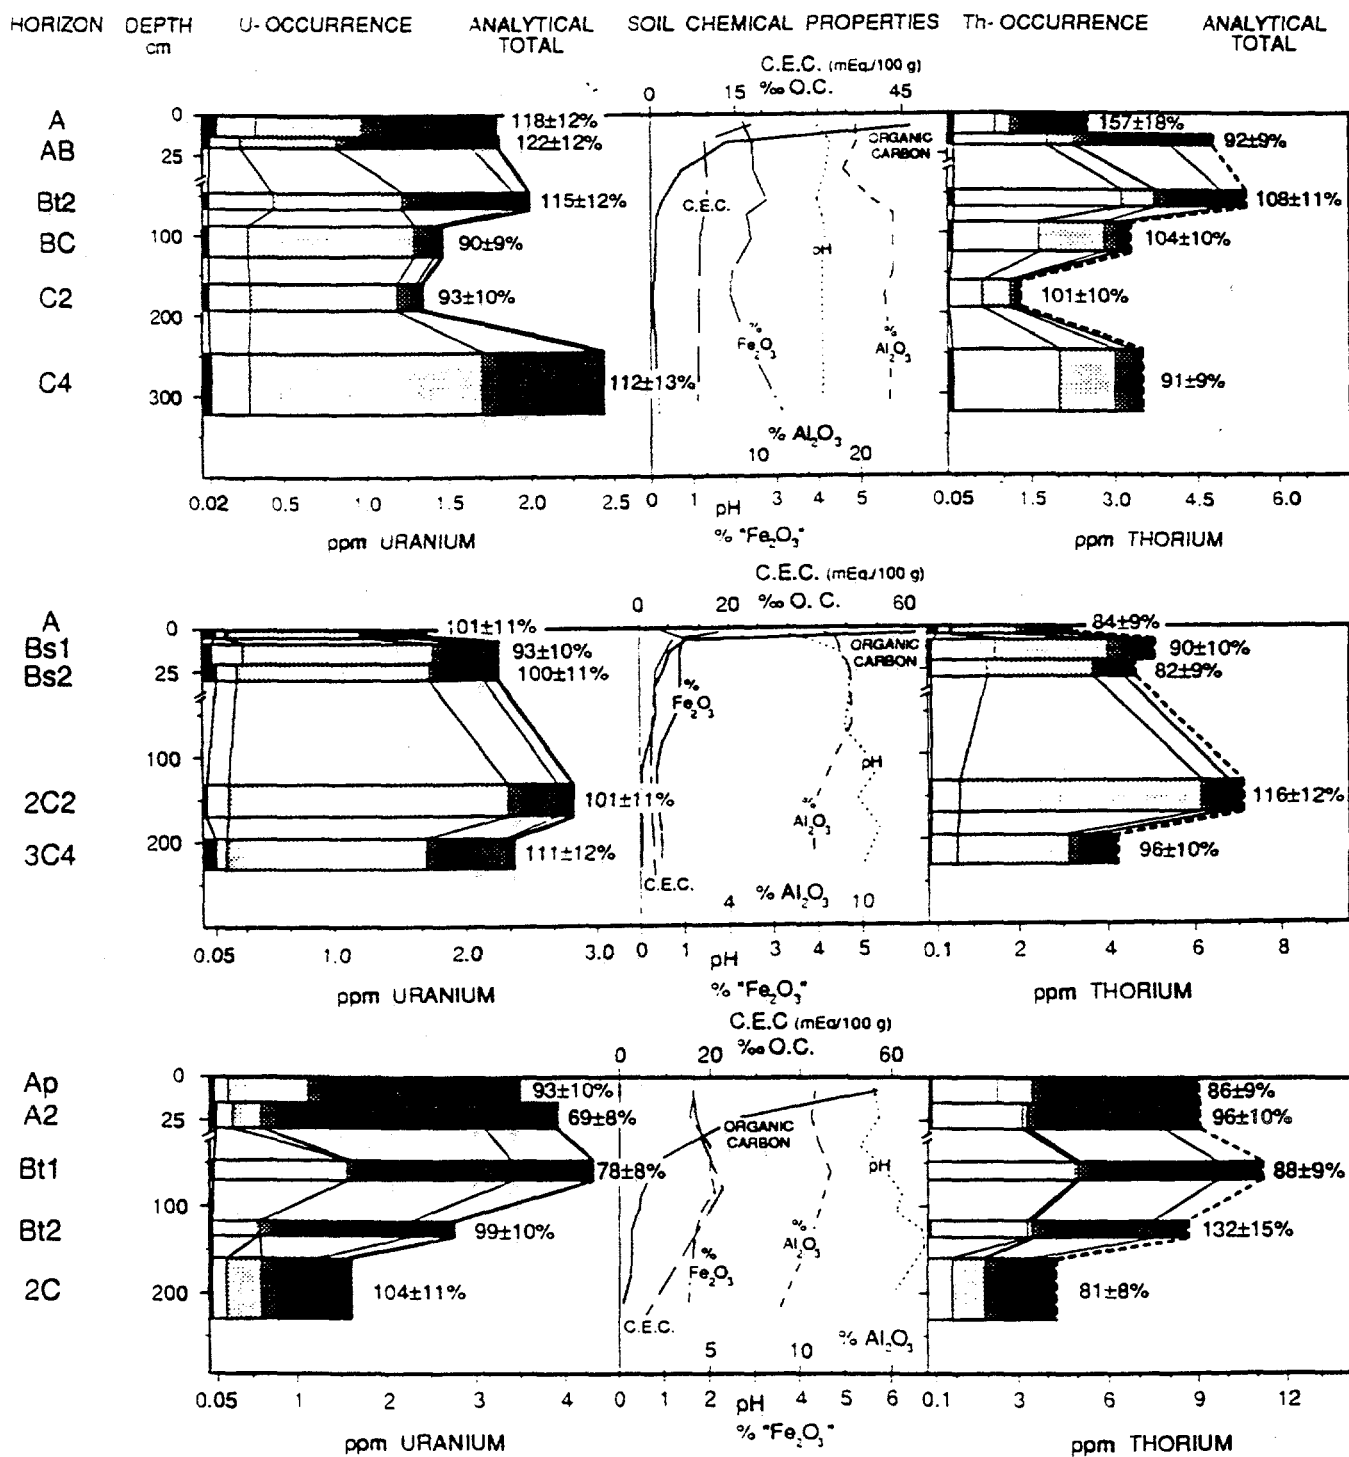 HORIZON DEPTH cm U- OCCURRENCE ANALYTICAL TOTAL SOIL CHEMICAL PROPERTIES Th- OCCURRENCE ANALYTICAL TOTAL
C.E.C. (mEq/100 g)
‰ O.C.
0 15 45
A 0 118±12% 157±18%
AB 25 122±12% ORGANIC CARBON 92±9%
Bt2 115±12% C.E.C. 108±11%
BC 100 90±9% pH 104±10%
C2 200 93±10% 101±10%
% Fe₂O₃ % Al₂O₃
C4 300 112±13% 91±9%
% Al₂O₃
10 20
0.02 0.5 1.0 1.5 2.0 2.5 0 1 3 4 5 0.05 1.5 3.0 4.5 6.0
pH
ppm URANIUM % "Fe₂O₃" ppm THORIUM
C.E.C. (mEq/100 g)
0 20 ‰ O. C. 60
A 0 101±11% 84±9%
Bs1 93±10% ORGANIC CARBON 90±10%
Bs2 25 100±11% 82±9%
% Fe₂O₃
100 pH
2C2 101±11% % Al₂O₃ 116±12%
3C4 200 111±12% 96±10%
C.E.C. 4 % Al₂O₃ 10
0.05 1.0 2.0 3.0 0 1 pH 3 4 5 0.1 2 4 6 8
ppm URANIUM % "Fe₂O₃" ppm THORIUM
C.E.C (mEq/100 g)
0 20 ‰ O.C. 60
Ap 0 93±10% 86±9%
A2 25 69±8% ORGANIC CARBON 96±10%
Bt1 78±8% pH 88±9%
100
Bt2 99±10% % Fe₂O₃ % Al₂O₃ 132±15%
2C 200 104±11% 81±8%
C.E.C. 5 10 % Al₂O₃
0.05 1 3 4 0 1 2 pH 4 5 6 0.1 3 6 9 12
ppm URANIUM % "Fe₂O₃" ppm THORIUM